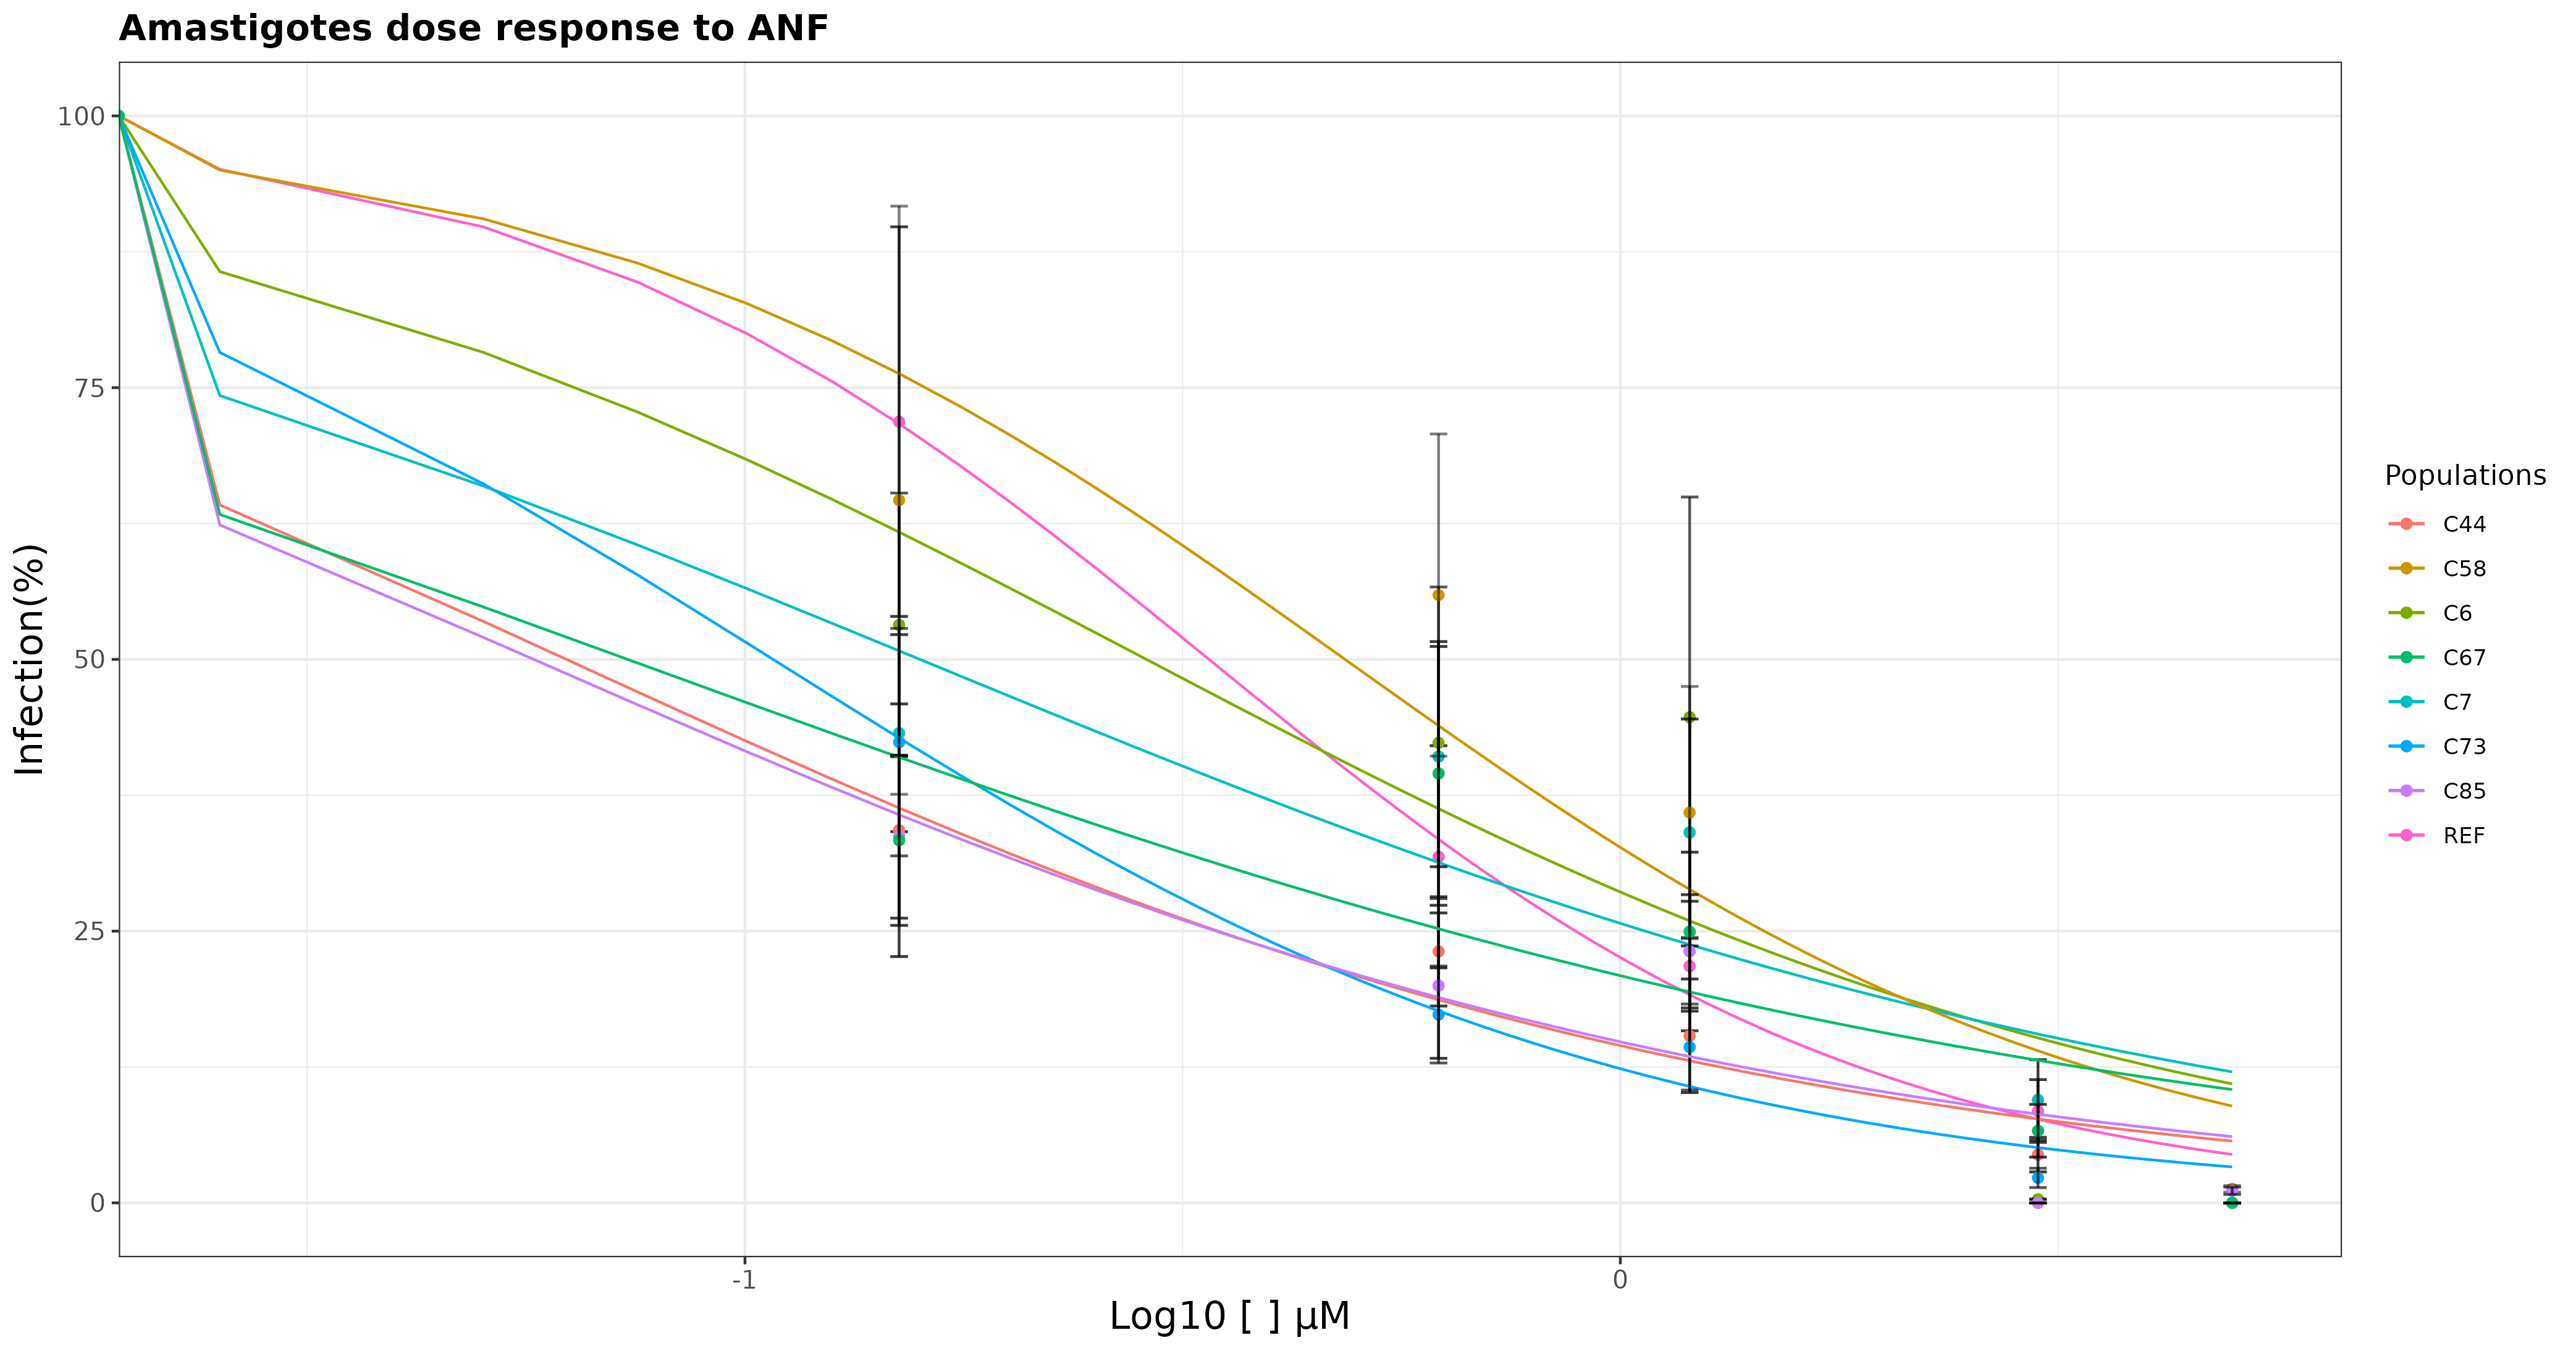 Amastigotes dose response to ANF
Infection(%)
100
75
50
25
0
-1
0
Log10 [ ] µM
Populations
C44
C58
C6
C67
C7
C73
C85
REF